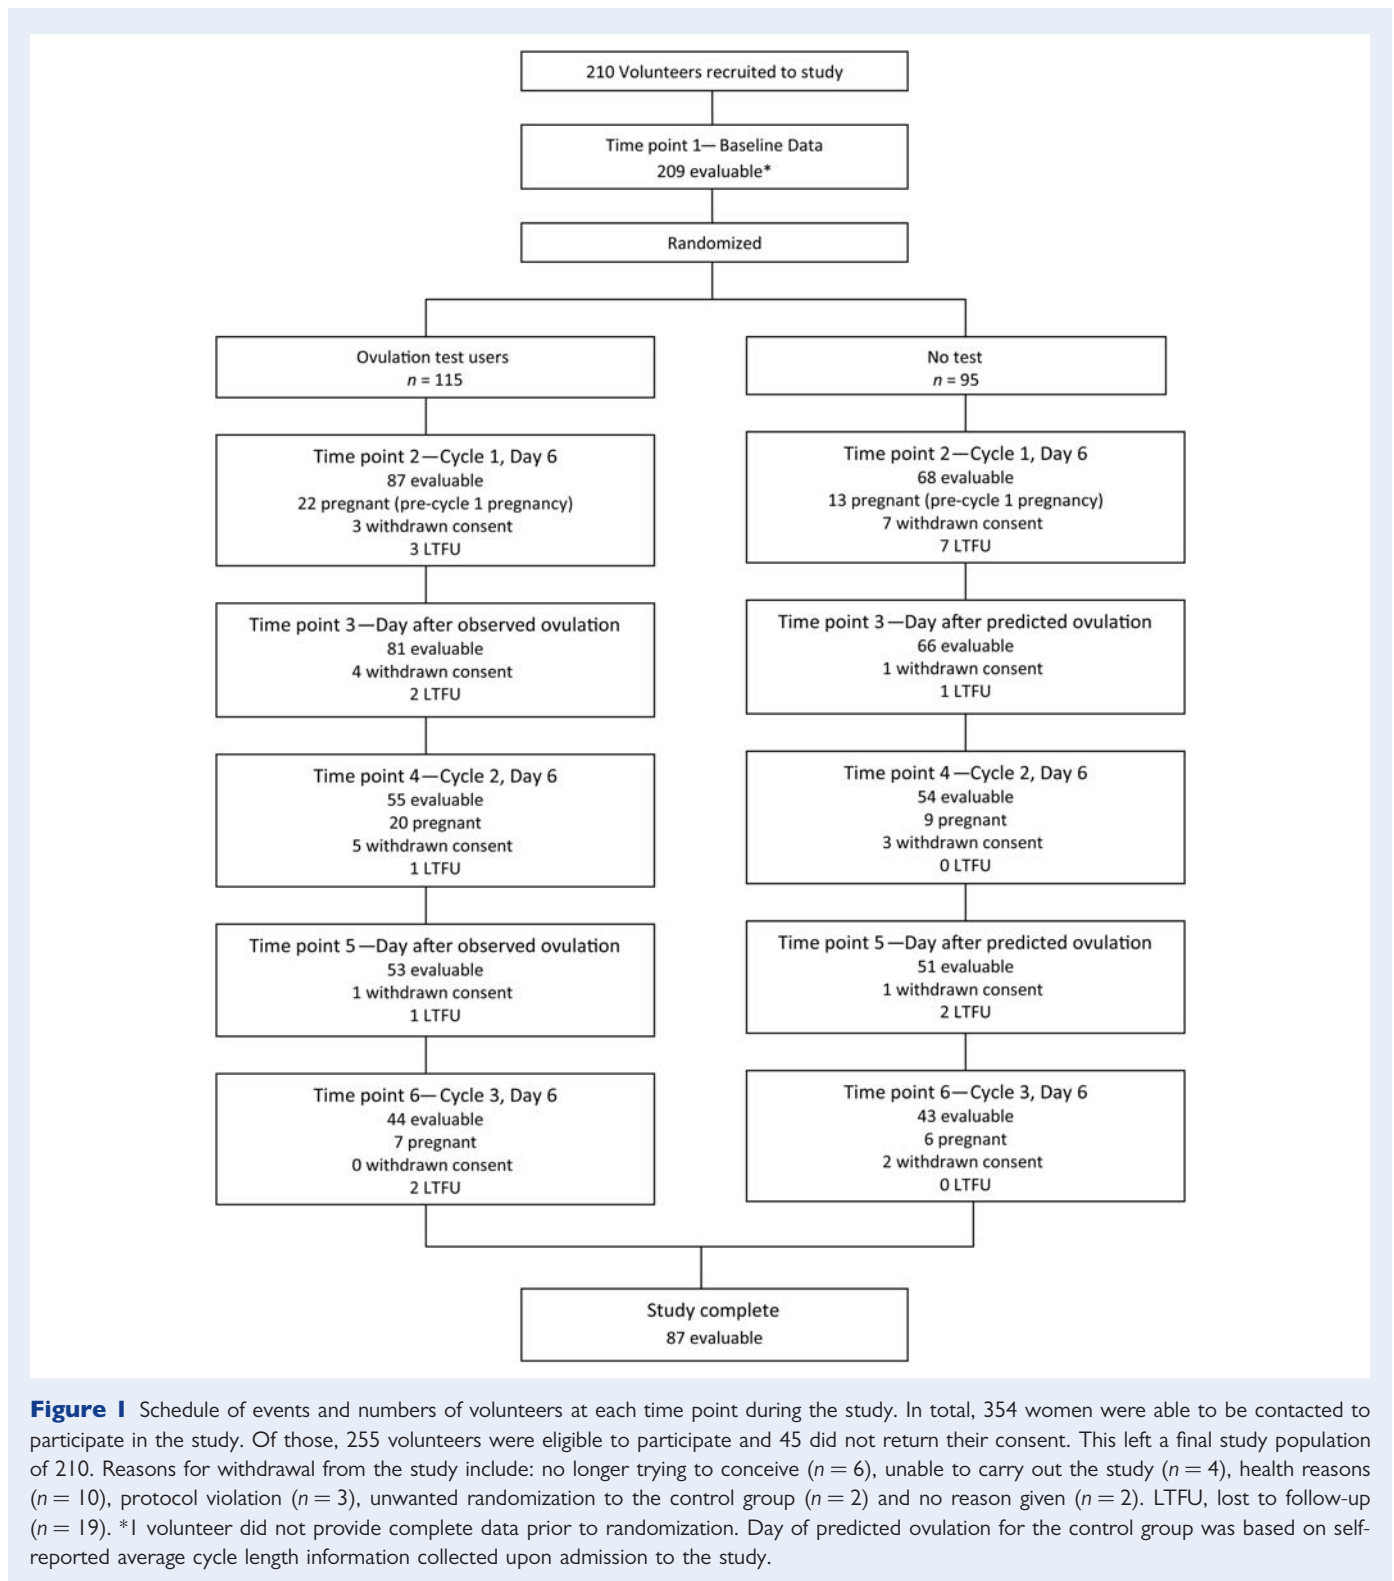 210 Volunteers recruited to study
Time point 1— Baseline Data
209 evaluable*
Randomized
Ovulation test users
n = 115
Time point 2—Cycle 1, Day 6
87 evaluable
22 pregnant (pre-cycle 1 pregnancy)
3 withdrawn consent
3 LTFU
Time point 3—Day after observed ovulation
81 evaluable
4 withdrawn consent
2 LTFU
Time point 4—Cycle 2, Day 6
55 evaluable
20 pregnant
5 withdrawn consent
1 LTFU
Time point 5—Day after observed ovulation
53 evaluable
1 withdrawn consent
1 LTFU
Time point 6—Cycle 3, Day 6
44 evaluable
7 pregnant
0 withdrawn consent
2 LTFU
No test
n = 95
Time point 2—Cycle 1, Day 6
68 evaluable
13 pregnant (pre-cycle 1 pregnancy)
7 withdrawn consent
7 LTFU
Time point 3—Day after predicted ovulation
66 evaluable
1 withdrawn consent
1 LTFU
Time point 4—Cycle 2, Day 6
54 evaluable
9 pregnant
3 withdrawn consent
0 LTFU
Time point 5—Day after predicted ovulation
51 evaluable
1 withdrawn consent
2 LTFU
Time point 6—Cycle 3, Day 6
43 evaluable
6 pregnant
2 withdrawn consent
0 LTFU
Study complete
87 evaluable
Figure 1 Schedule of events and numbers of volunteers at each time point during the study. In total, 354 women were able to be contacted to
participate in the study. Of those, 255 volunteers were eligible to participate and 45 did not return their consent. This left a final study population
of 210. Reasons for withdrawal from the study include: no longer trying to conceive (n = 6), unable to carry out the study (n = 4), health reasons
(n = 10), protocol violation (n = 3), unwanted randomization to the control group (n = 2) and no reason given (n = 2). LTFU, lost to follow-up
(n = 19). *1 volunteer did not provide complete data prior to randomization. Day of predicted ovulation for the control group was based on self-
reported average cycle length information collected upon admission to the study.